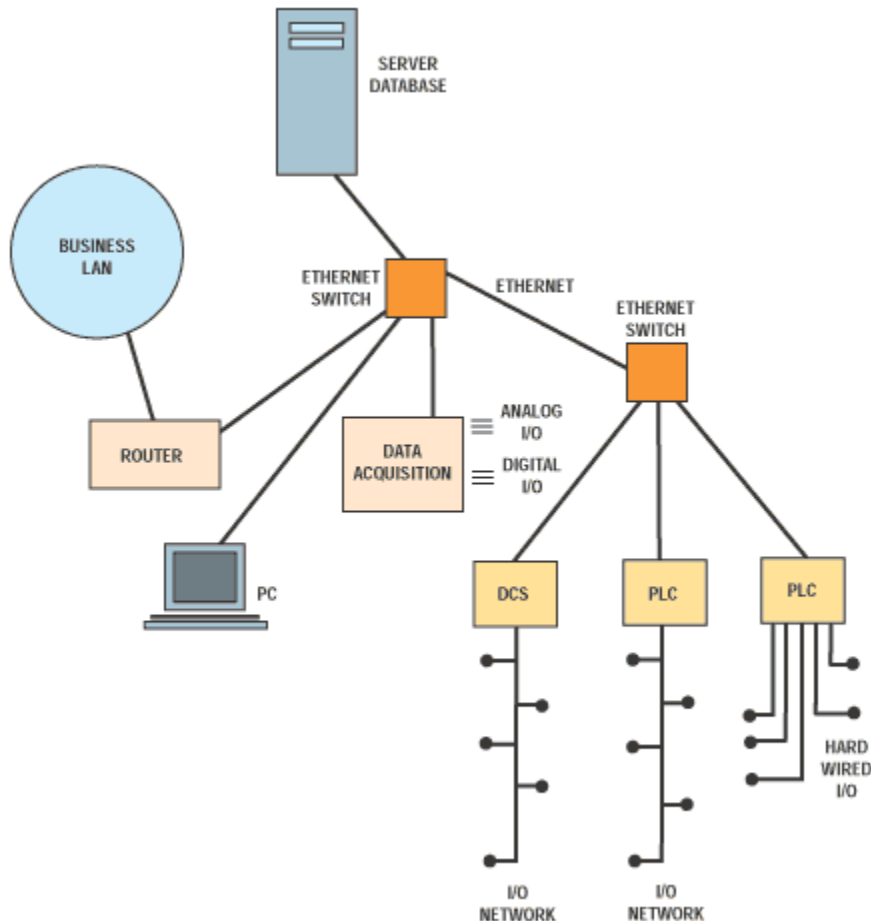 SERVER
DATABASE
BUSINESS
LAN
ETHERNET
SWITCH
ETHERNET
ETHERNET
SWITCH
ROUTER
DATA
ACQUISITION
ANALOG
I/O
DIGITAL
I/O
PC
DCS
PLC
PLC
HARD
WIRED
I/O
I/O
NETWORK
I/O
NETWORK